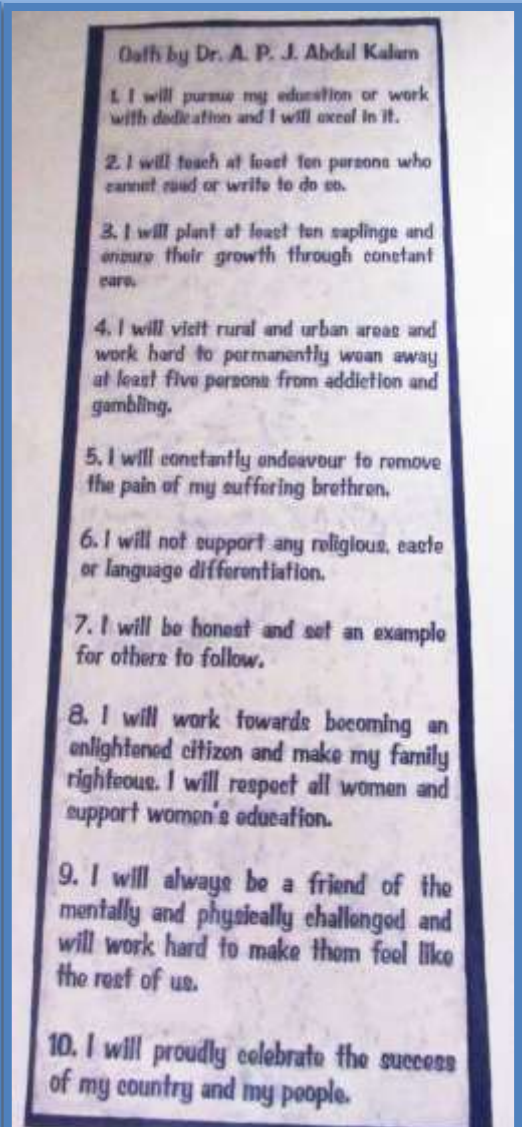 Oath by Dr. A. P. J. Abdul Kalam
1. I will pursue my education or work
with dedication and I will excel in it.
2. I will teach at least ten persons who
cannot read or write to do so.
3. I will plant at least ten saplings and
ensure their growth through constant
care.
4. I will visit rural and urban areas and
work hard to permanently wean away
at least five persons from addiction and
gambling.
5. I will constantly endeavour to remove
the pain of my suffering brethren.
6. I will not support any religious, caste
or language differentiation.
7. I will be honest and set an example
for others to follow.
8. I will work towards becoming an
enlightened citizen and make my family
righteous. I will respect all women and
support women's education.
9. I will always be a friend of the
mentally and physically challenged and
will work hard to make them feel like
the rest of us.
10. I will proudly celebrate the success
of my country and my people.